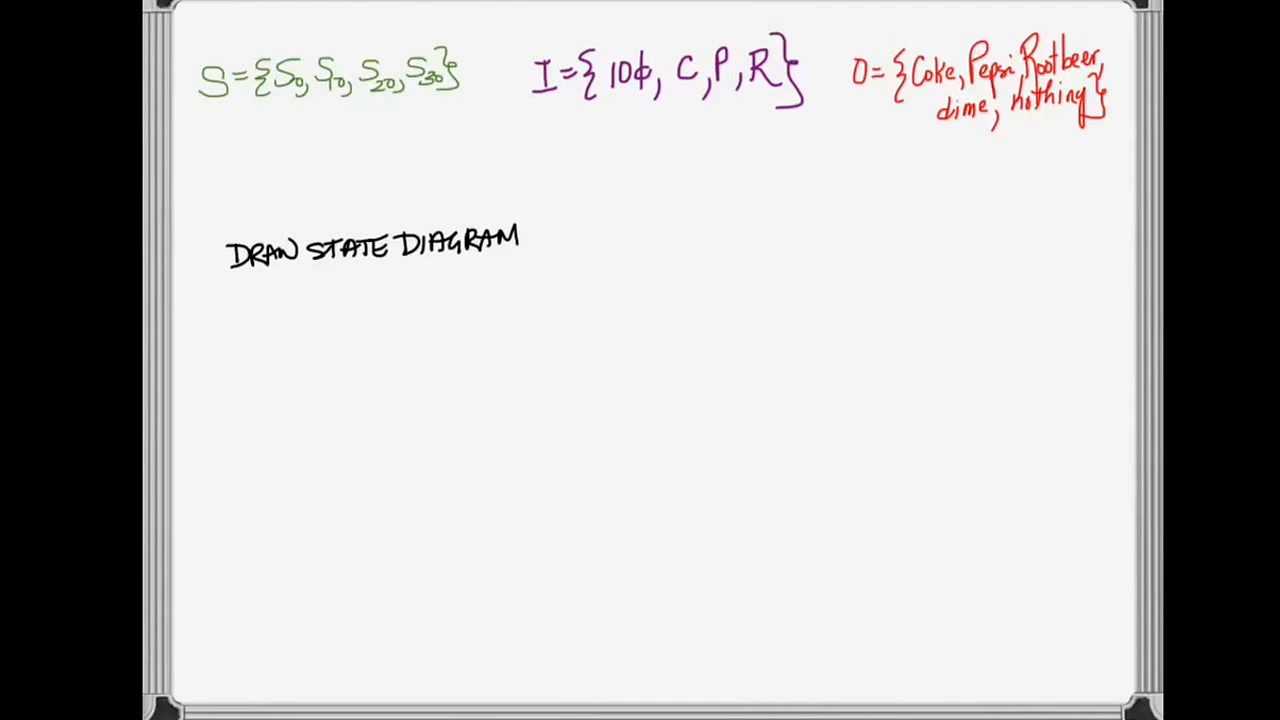 S={S0, S10, S20, S30}
I={10¢, C, P, R}
O={Coke, Pepsi, Rootbeer,
dime, nothing}
DRAW STATE DIAGRAM